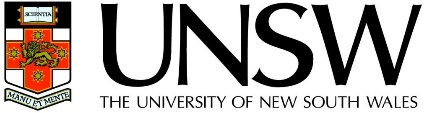 SCIENTIA
UNSW
THE UNIVERSITY OF NEW SOUTH WALES
MANU ET MENTE